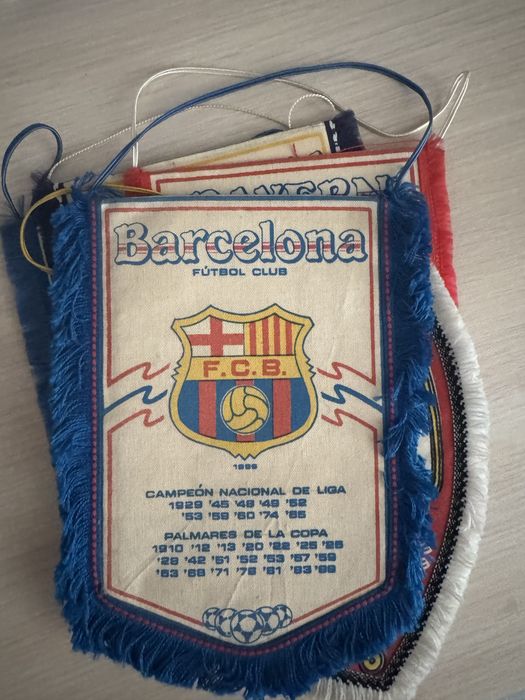 BAYERN
Barcelona
FÚTBOL CLUB
F.C.B.
1899
CAMPEÓN NACIONAL DE LIGA
1929 '45 '48 '49 '52
'53 '59 '60 '74 '85
PALMARES DE LA COPA
1910 '12 '13 '20 '22 '25 '26
'28 '42 '51 '52 '53 '57 '59
'63 '68 '71 '78 '81 '83 '88